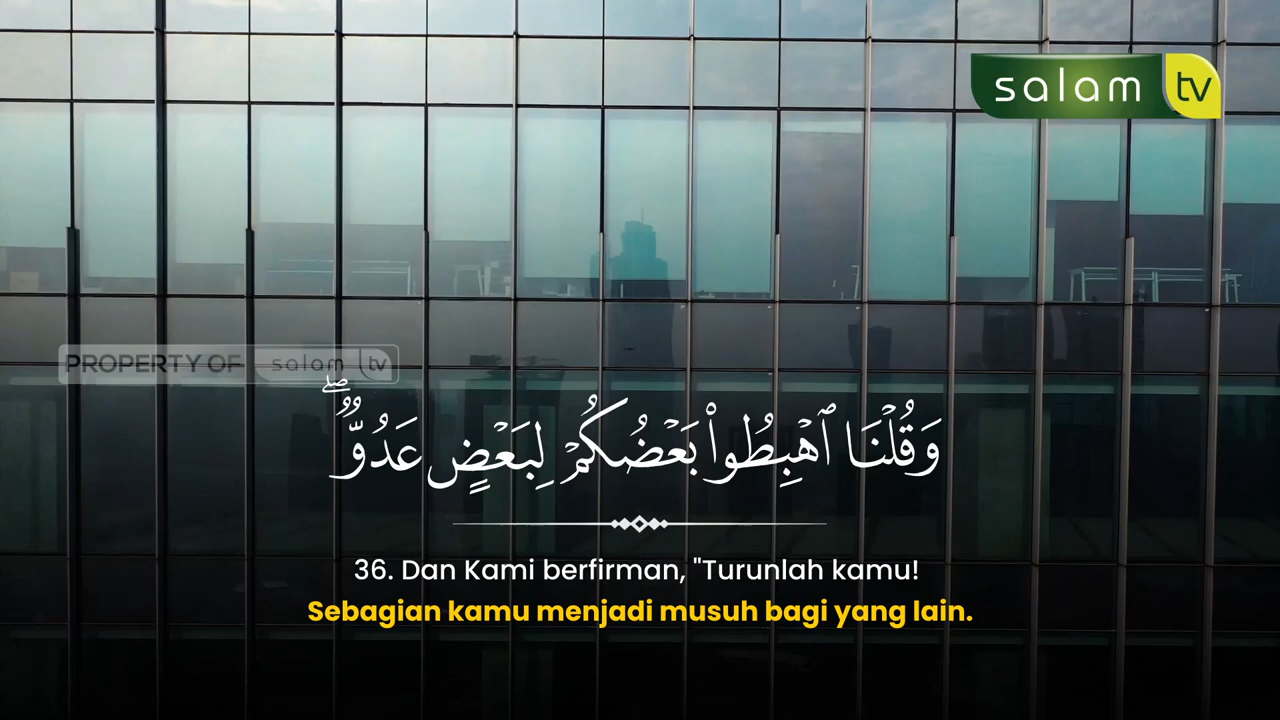 salam tv
PROPERTY OF salam tv
وَقُلْنَا ٱهْبِطُوا۟ بَعْضُكُمْ لِبَعْضٍ عَدُوٌّ ۖ
36. Dan Kami berfirman, "Turunlah kamu!
Sebagian kamu menjadi musuh bagi yang lain.